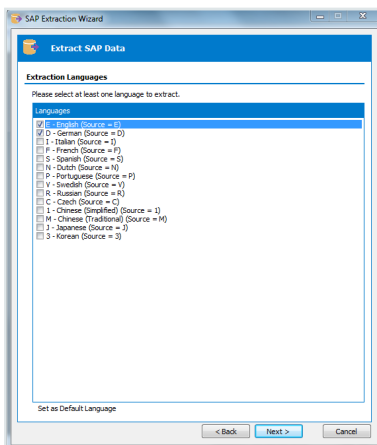 SAP Extraction Wizard
Extract SAP Data
Extraction Languages
Please select at least one language to extract.
Languages
E - English (Source = E)
D - German (Source = D)
I - Italian (Source = I)
F - French (Source = F)
S - Spanish (Source = S)
N - Dutch (Source = N)
P - Portuguese (Source = P)
V - Swedish (Source = V)
R - Russian (Source = R)
C - Czech (Source = C)
1 - Chinese (Simplified) (Source = 1)
M - Chinese (Traditional) (Source = M)
J - Japanese (Source = J)
3 - Korean (Source = 3)
Set as Default Language
< Back Next > Cancel